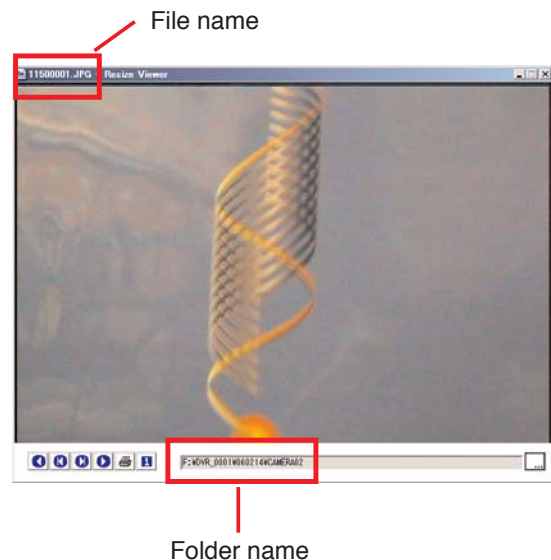 File name
11500001.JPG - Resize Viewer
F:¥DVR_0001¥060214¥CAMERA02
...
Folder name